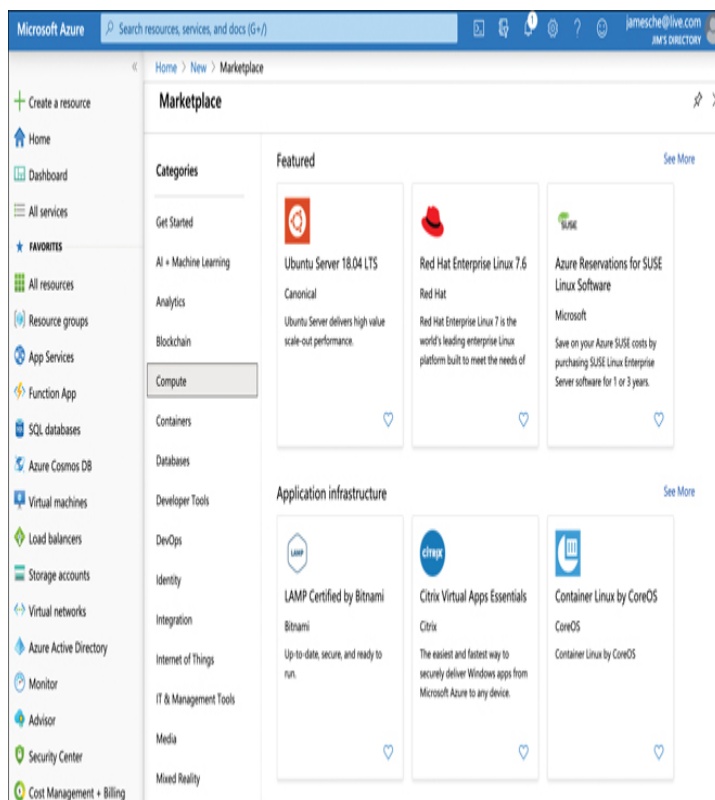 Microsoft Azure
Search resources, services, and docs (G+/)
1
jamesche@live.com
JIM'S DIRECTORY
Home > New > Marketplace
Create a resource
Home
Dashboard
All services
FAVORITES
All resources
Resource groups
App Services
Function App
SQL databases
Azure Cosmos DB
Virtual machines
Load balancers
Storage accounts
Virtual networks
Azure Active Directory
Monitor
Advisor
Security Center
Cost Management + Billing
Marketplace
Categories
Get Started
AI + Machine Learning
Analytics
Blockchain
Compute
Containers
Databases
Developer Tools
DevOps
Identity
Integration
Internet of Things
IT & Management Tools
Media
Mixed Reality
Featured
See More
Ubuntu Server 18.04 LTS
Canonical
Ubuntu Server delivers high value
scale-out performance.
Red Hat Enterprise Linux 7.6
Red Hat
Red Hat Enterprise Linux 7 is the
world's leading enterprise Linux
platform built to meet the needs of
SUSE
Azure Reservations for SUSE
Linux Software
Microsoft
Save on your Azure SUSE costs by
purchasing SUSE Linux Enterprise
Server software for 1 or 3 years.
Application infrastructure
See More
LAMP
LAMP Certified by Bitnami
Bitnami
Up-to-date, secure, and ready to
run.
citrix
Citrix Virtual Apps Essentials
Citrix
The easiest and fastest way to
securely deliver Windows apps from
Microsoft Azure to any device.
Container Linux by CoreOS
CoreOS
Container Linux by CoreOS